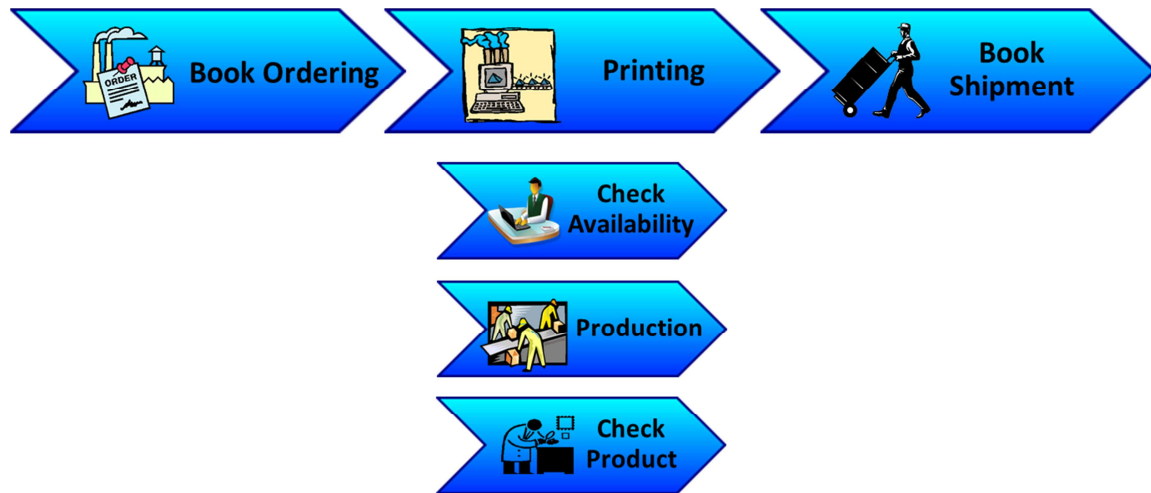 ORDER
Book Ordering
Printing
Book
Shipment
Check
Availability
Production
Check
Product